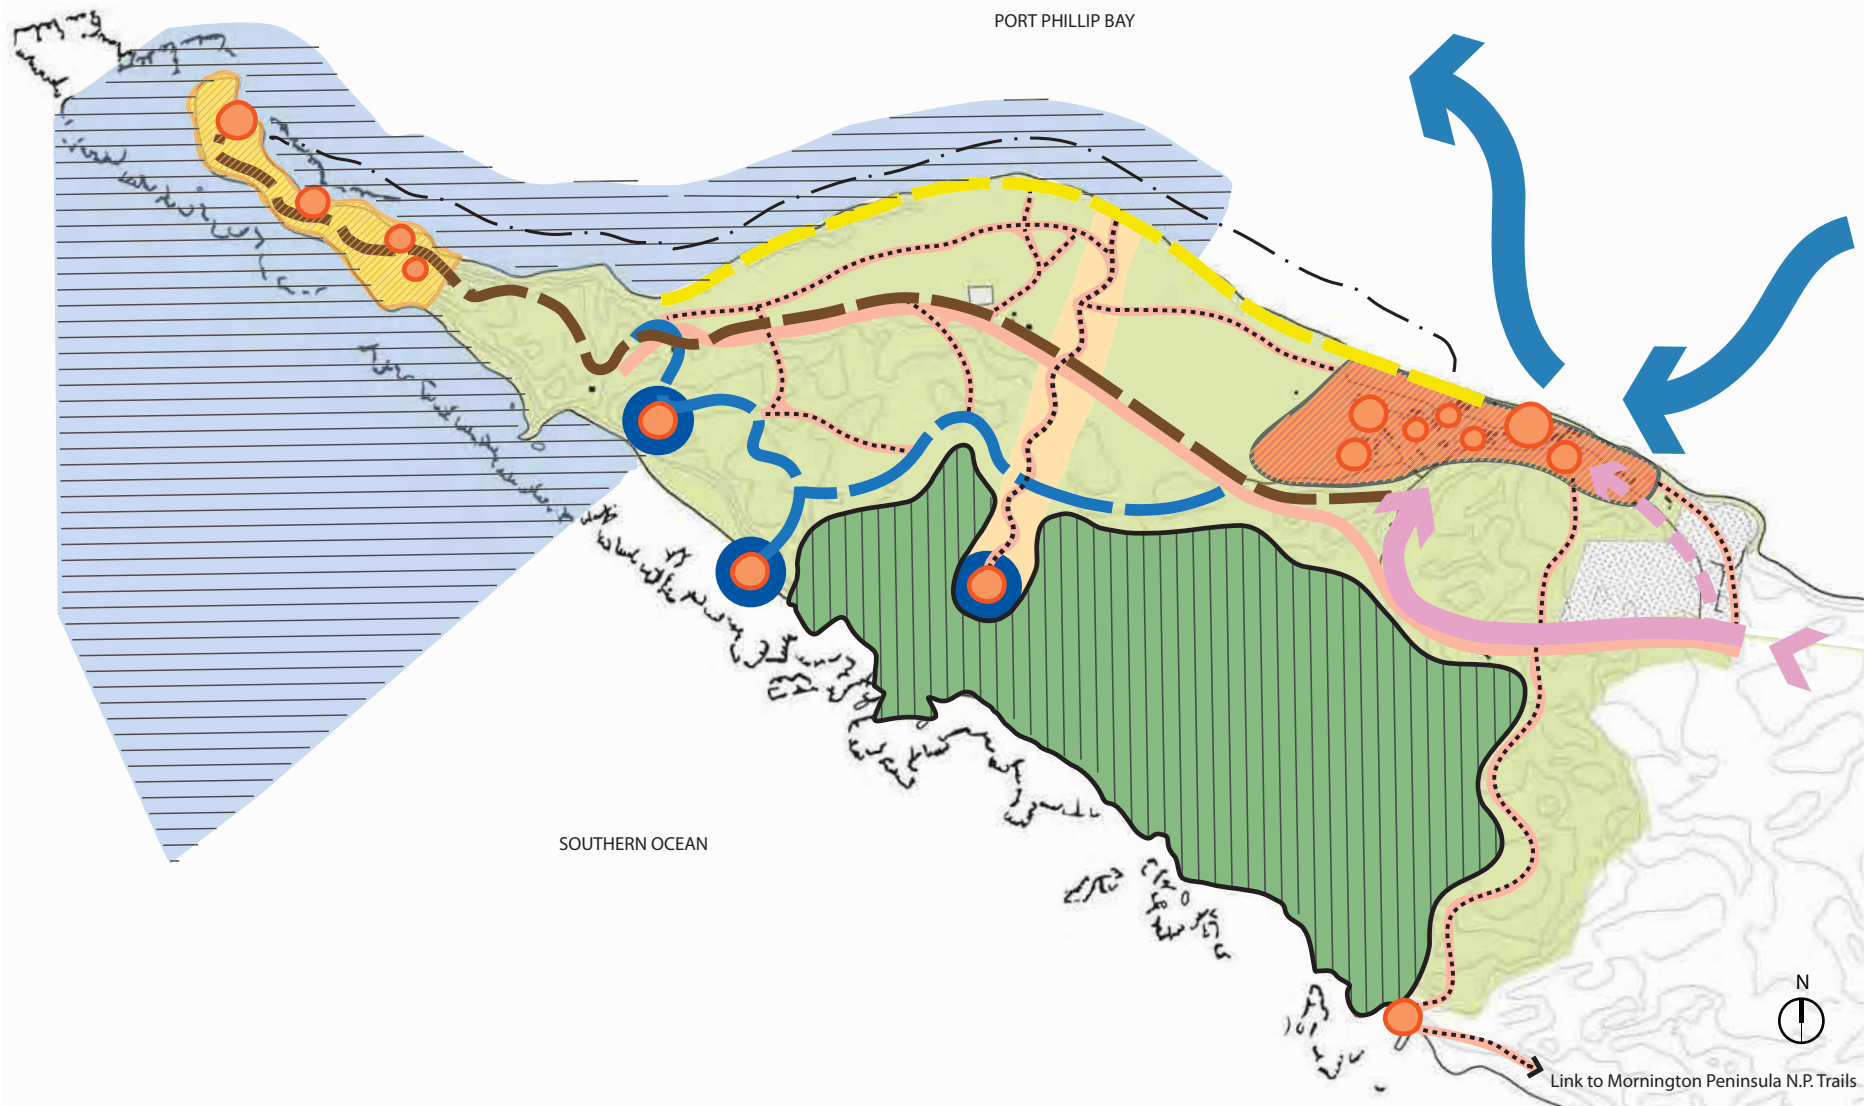 PORT PHILLIP BAY
SOUTHERN OCEAN
N
Link to Mornington Peninsula N.P. Trails